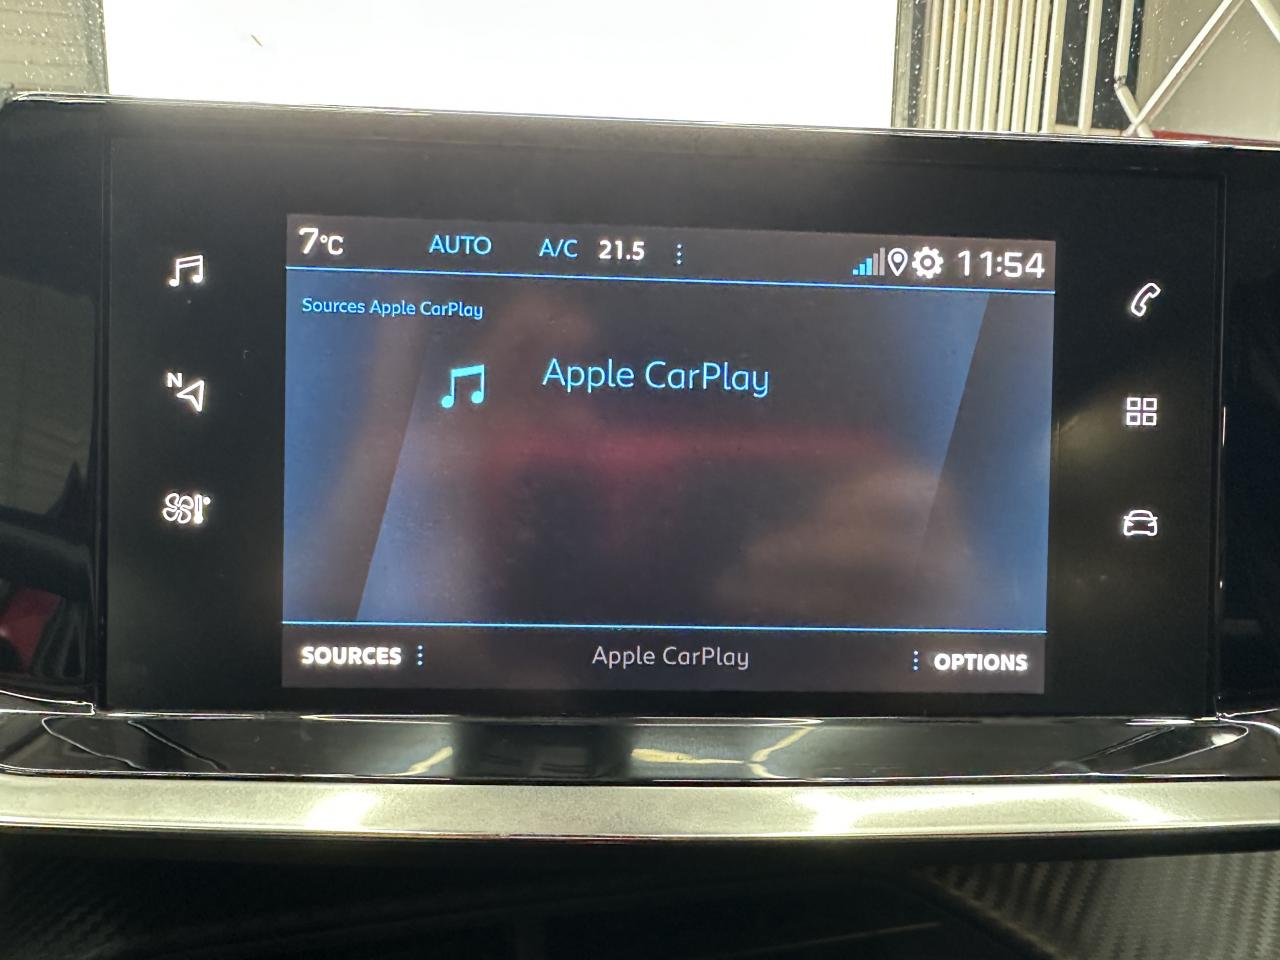 7°C AUTO A/C 21.5 11:54
Sources Apple CarPlay
Apple CarPlay
N
SOURCES Apple CarPlay OPTIONS